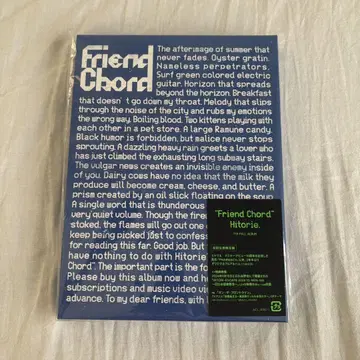 Friend
Chord
The afterimage of summer that
never fades. Oyster gratin.
Nameless perpetrators.
Surf green colored electric
guitar. Horizon that spreads
beyond the horizon. Breakfast
that doesn't go down my throat. Melody that slips
through the noise of the city and rubs my emotions
the wrong way. Boiling blood. Two kittens playing with
each other in a pet store. A large Ramune candy.
Black humor is forbidden, but malice never stops
sprouting. A dazzling heavy rain greets a lover who
has just climbed the exhausting long subway stairs.
The vulgar news creates an invisible enemy inside
of you. Dairy cows have no idea that the milk they
produce will become cream, cheese, and butter. A
prism created by an oil slick floating on the soup
A single word that is thundero
very quiet volume. Though the fire
stoked, the flames will go out one
keep being picked just to confo
for reading this far. Good job. But
have nothing to do with Hitorie
Chord". The important part is the fo
Please buy this album now and he
subscriptions and music video vi
advance. To my dear friends, with l
"Friend Chord"
Hitorie.